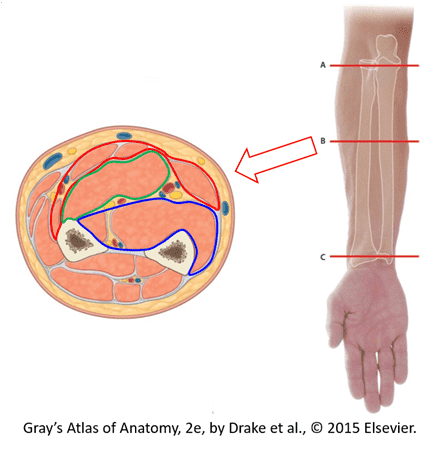 A
B
C
Gray's Atlas of Anatomy, 2e, by Drake et al., © 2015 Elsevier.